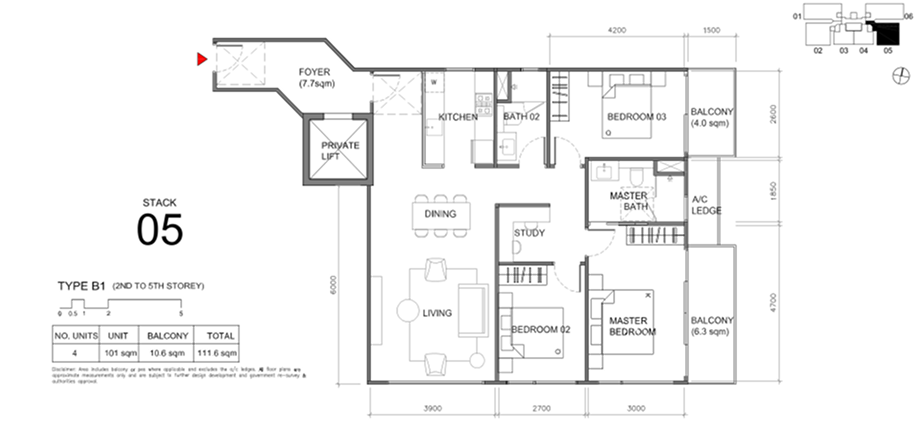 01
06
02
03
04
05
4200
1500
FOYER
(7.7sqm)
W
KITCHEN
BATH 02
BEDROOM 03
BALCONY
(4.0 sqm)
2600
PRIVATE
LIFT
STACK
05
DINING
STUDY
MASTER
BATH
A/C
LEDGE
1850
6000
TYPE B1 (2ND TO 5TH STOREY)
0 0.5 1 2 5
NO. UNITS UNIT BALCONY TOTAL
4 101 sqm 10.6 sqm 111.6 sqm
Disclaimer: Area includes balcony or pes where applicable and excludes the a/c ledges. All floor plans are
approximate measurements only and are subject to further design development and government re-survey &
authorities approval.
LIVING
BEDROOM 02
MASTER
BEDROOM
BALCONY
(6.3 sqm)
4700
3900
2700
3000